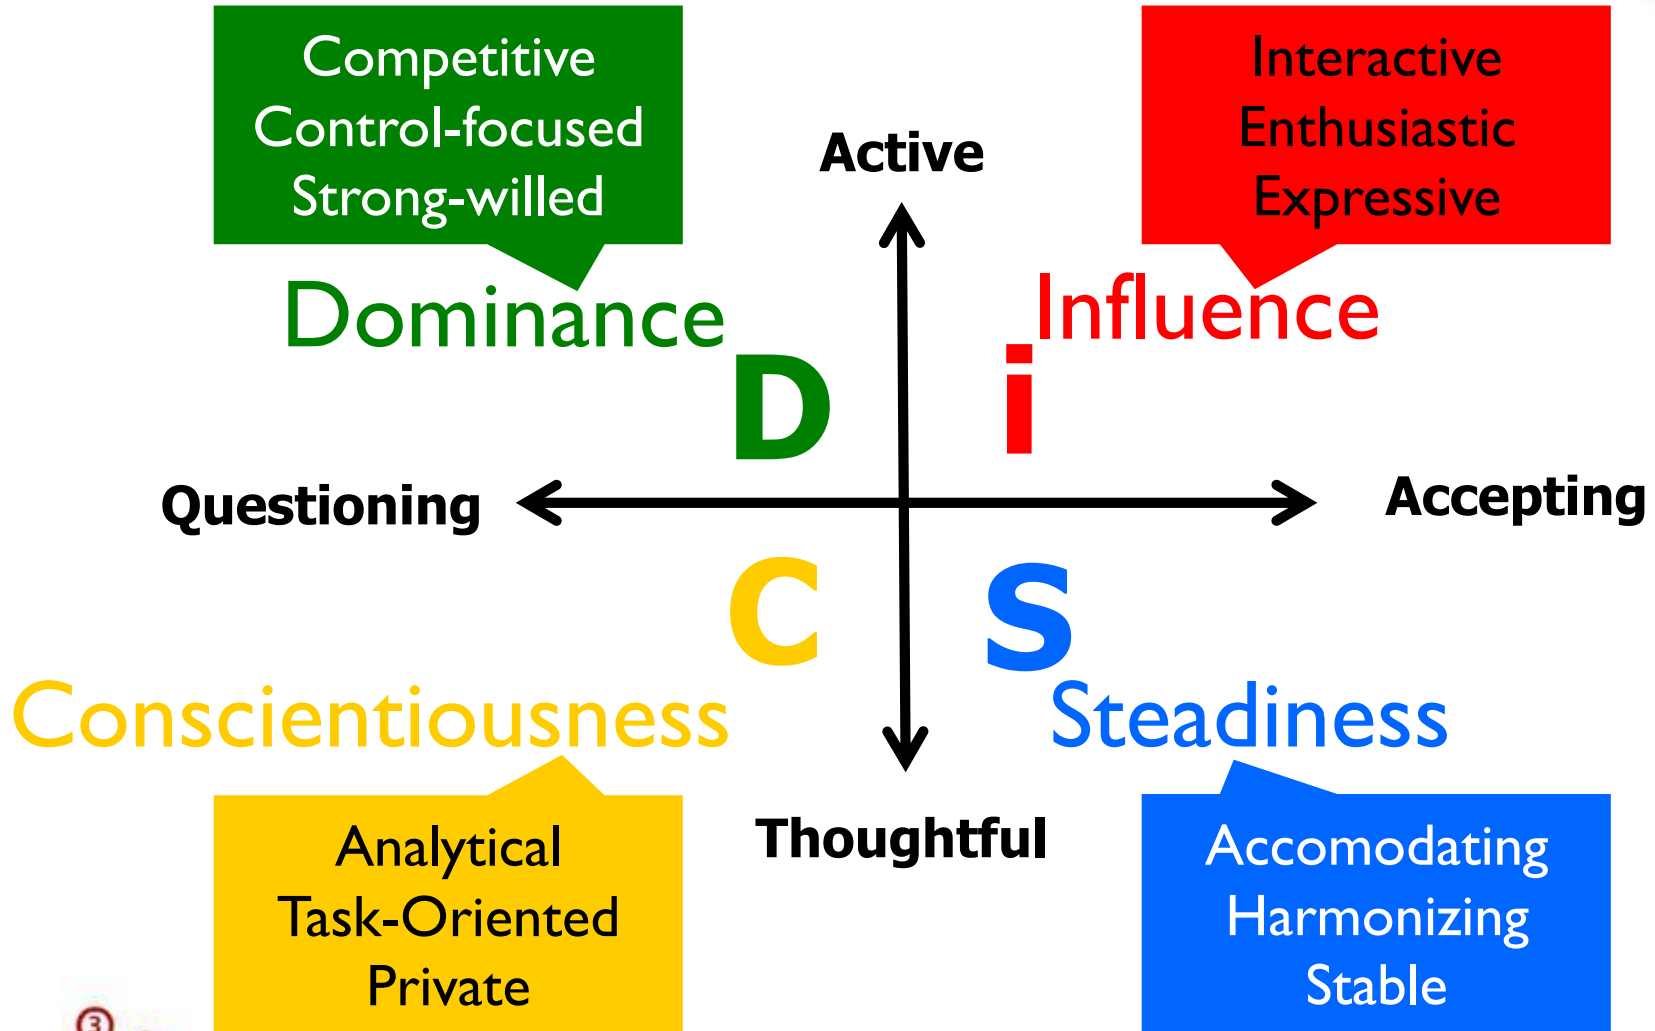 Competitive
Control-focused
Strong-willed
Interactive
Enthusiastic
Expressive
Active
Dominance
Influence
D
i
Questioning
Accepting
C
S
Conscientiousness
Steadiness
Thoughtful
Analytical
Task-Oriented
Private
Accomodating
Harmonizing
Stable
3